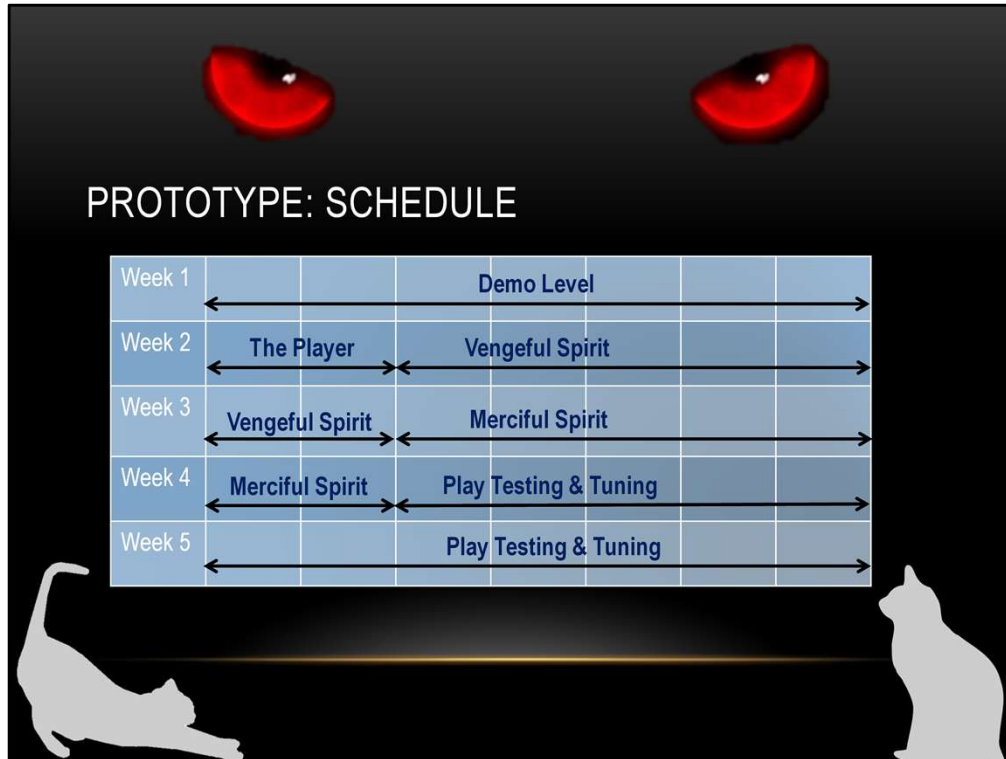 PROTOTYPE: SCHEDULE
Week 1 Demo Level
Week 2 The Player Vengeful Spirit
Week 3 Vengeful Spirit Merciful Spirit
Week 4 Merciful Spirit Play Testing & Tuning
Week 5 Play Testing & Tuning